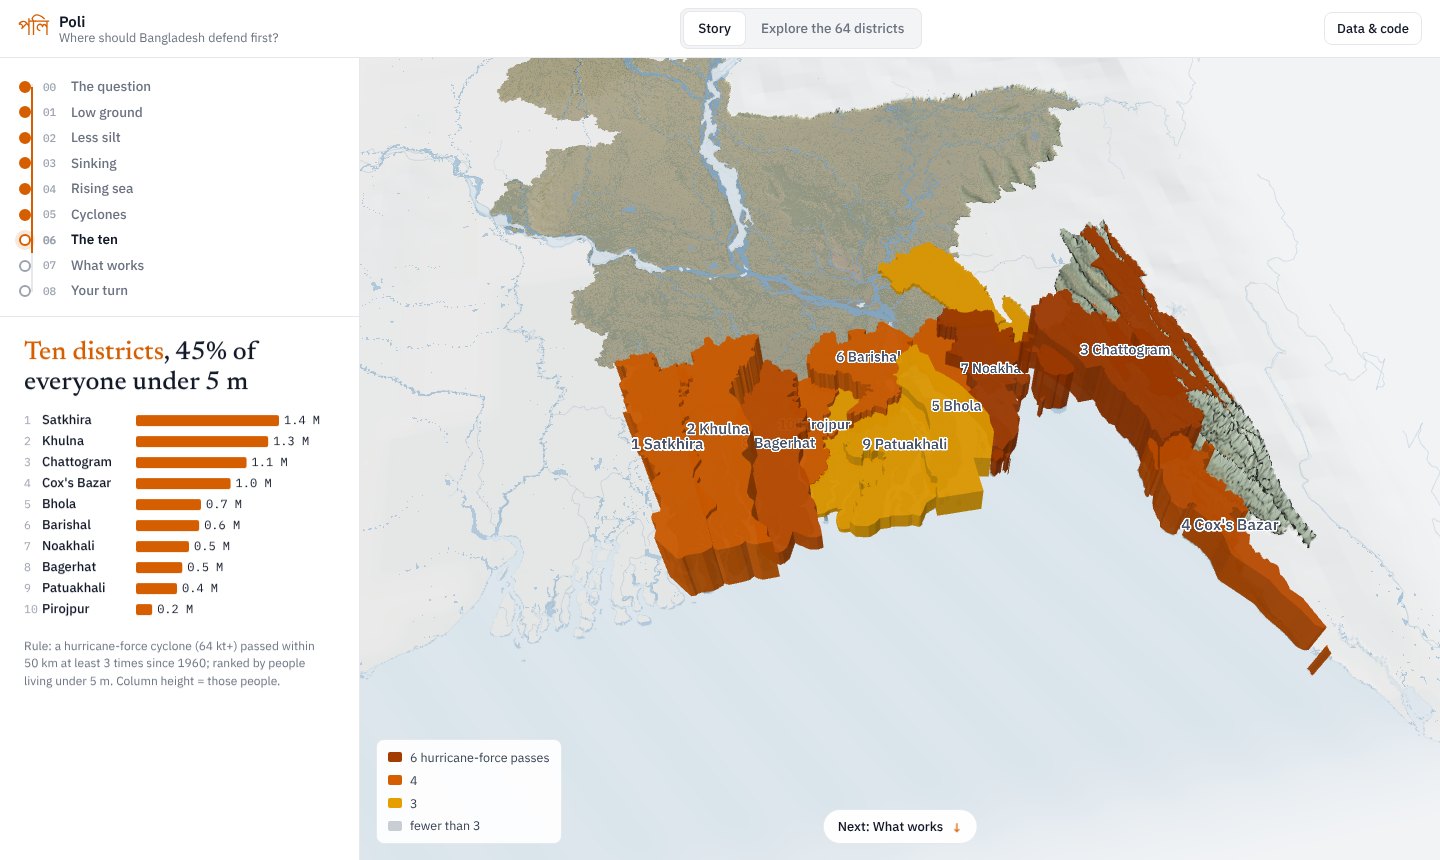 পলি
Poli
Where should Bangladesh defend first?
Story
Explore the 64 districts
Data & code
00 The question
01 Low ground
02 Less silt
03 Sinking
04 Rising sea
05 Cyclones
06 The ten
07 What works
08 Your turn
Ten districts, 45% of
everyone under 5 m
1 Satkhira 1.4 M
2 Khulna 1.3 M
3 Chattogram 1.1 M
4 Cox's Bazar 1.0 M
5 Bhola 0.7 M
6 Barishal 0.6 M
7 Noakhali 0.5 M
8 Bagerhat 0.5 M
9 Patuakhali 0.4 M
10 Pirojpur 0.2 M
Rule: a hurricane-force cyclone (64 kt+) passed within
50 km at least 3 times since 1960; ranked by people
living under 5 m. Column height = those people.
3 Chattogram
6 Barishal
7 Noakha
5 Bhola
rojpur
2 Khulna
1 Satkhira
Bagerhat
9 Patuakhali
4 Cox's Bazar
6 hurricane-force passes
4
3
fewer than 3
Next: What works ↓